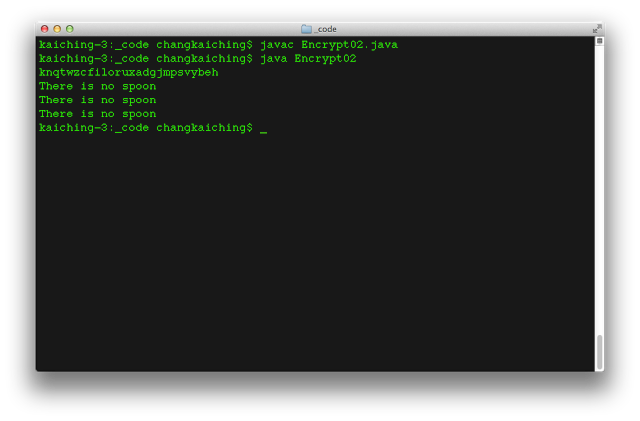 _code
kaiching-3:_code changkaiching$ javac Encrypt02.java
kaiching-3:_code changkaiching$ java Encrypt02
knqtwzcfiloruxadgjmpsvybeh
There is no spoon
There is no spoon
There is no spoon
kaiching-3:_code changkaiching$ _